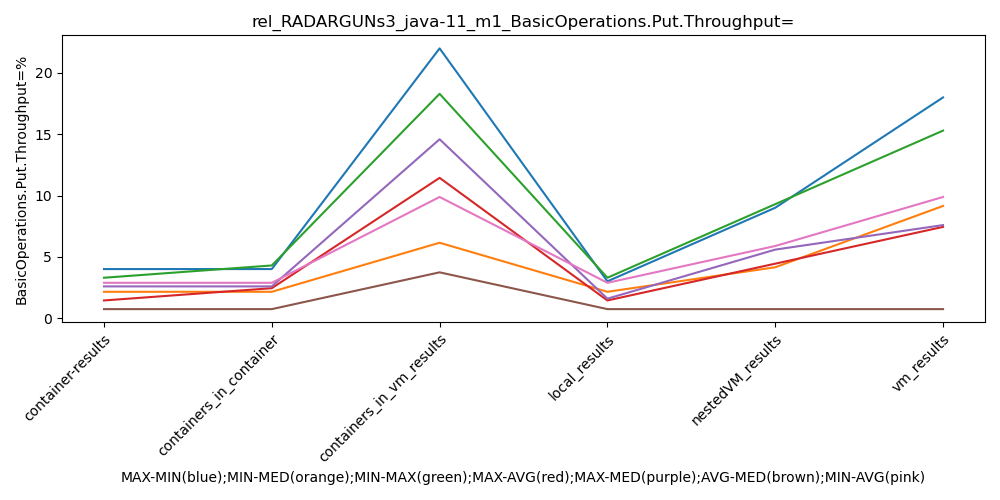 rel_RADARGUNs3_java-11_m1_BasicOperations.Put.Throughput=
BasicOperations.Put.Throughput=%
20
15
10
5
0
container-results
containers_in_container
containers_in_vm_results
local_results
nestedVM_results
vm_results
MAX-MIN(blue);MIN-MED(orange);MIN-MAX(green);MAX-AVG(red);MAX-MED(purple);AVG-MED(brown);MIN-AVG(pink)